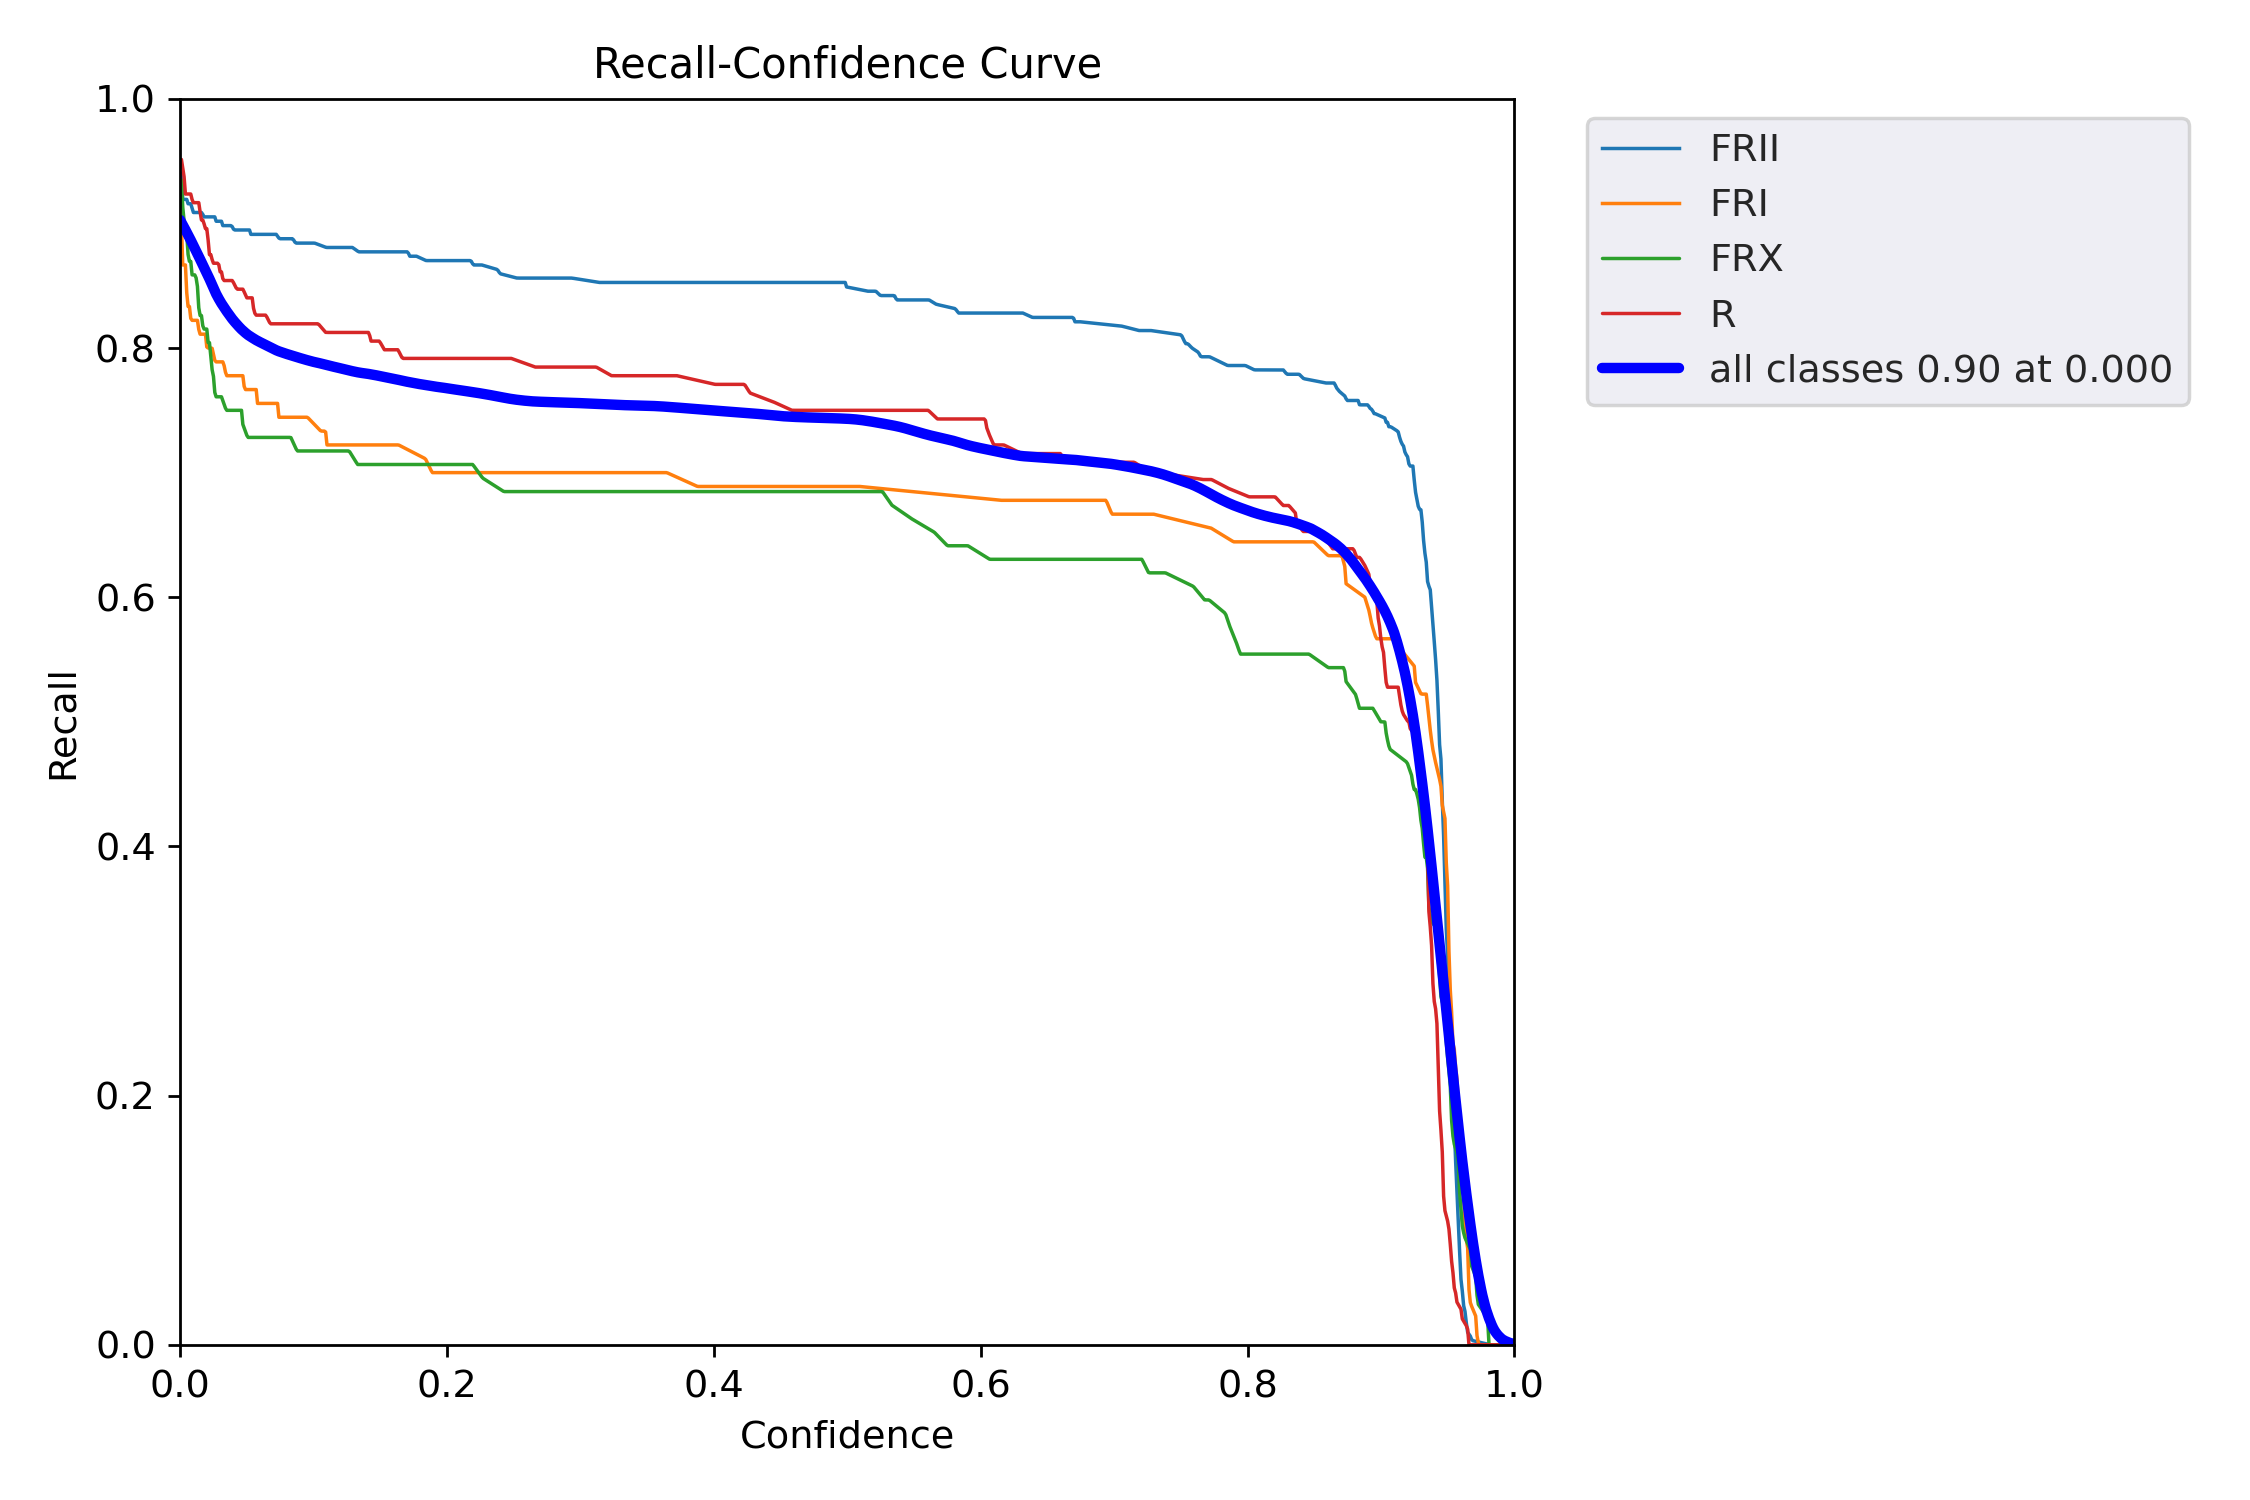 Recall-Confidence Curve
1.0
0.8
0.6
0.4
0.2
0.0
Recall
0.0 0.2 0.4 0.6 0.8 1.0
Confidence
FRII
FRI
FRX
R
all classes 0.90 at 0.000